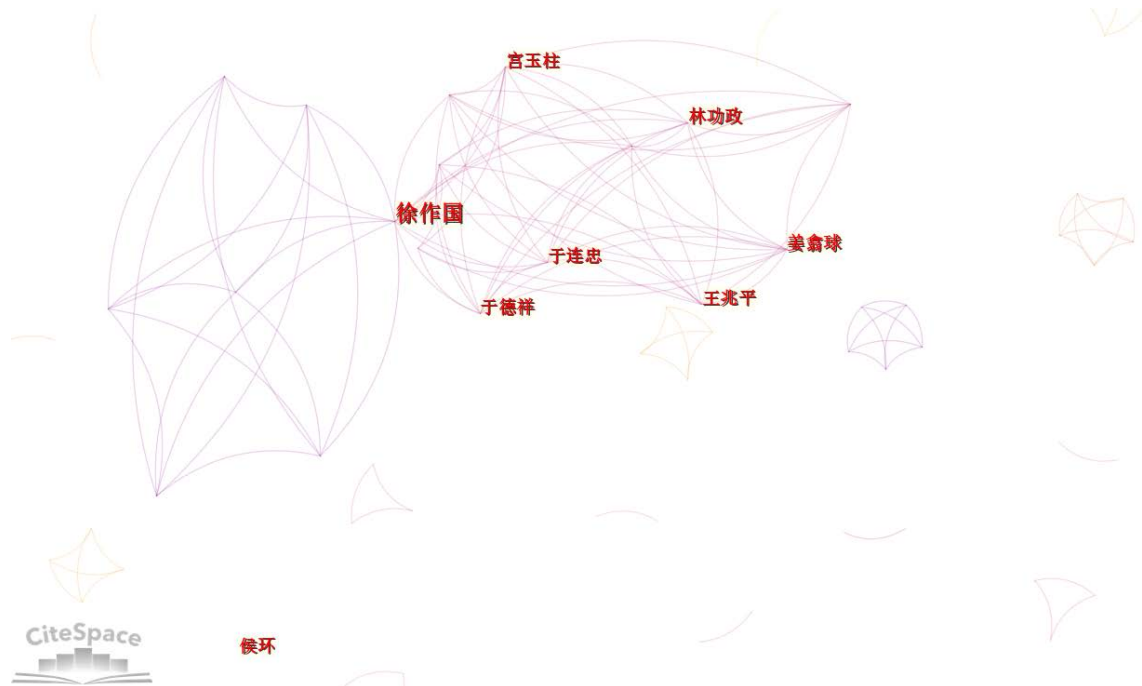 宫玉柱
林功政
徐作国
姜翕球
于连忠
王兆平
于德祥
CiteSpace
侯环